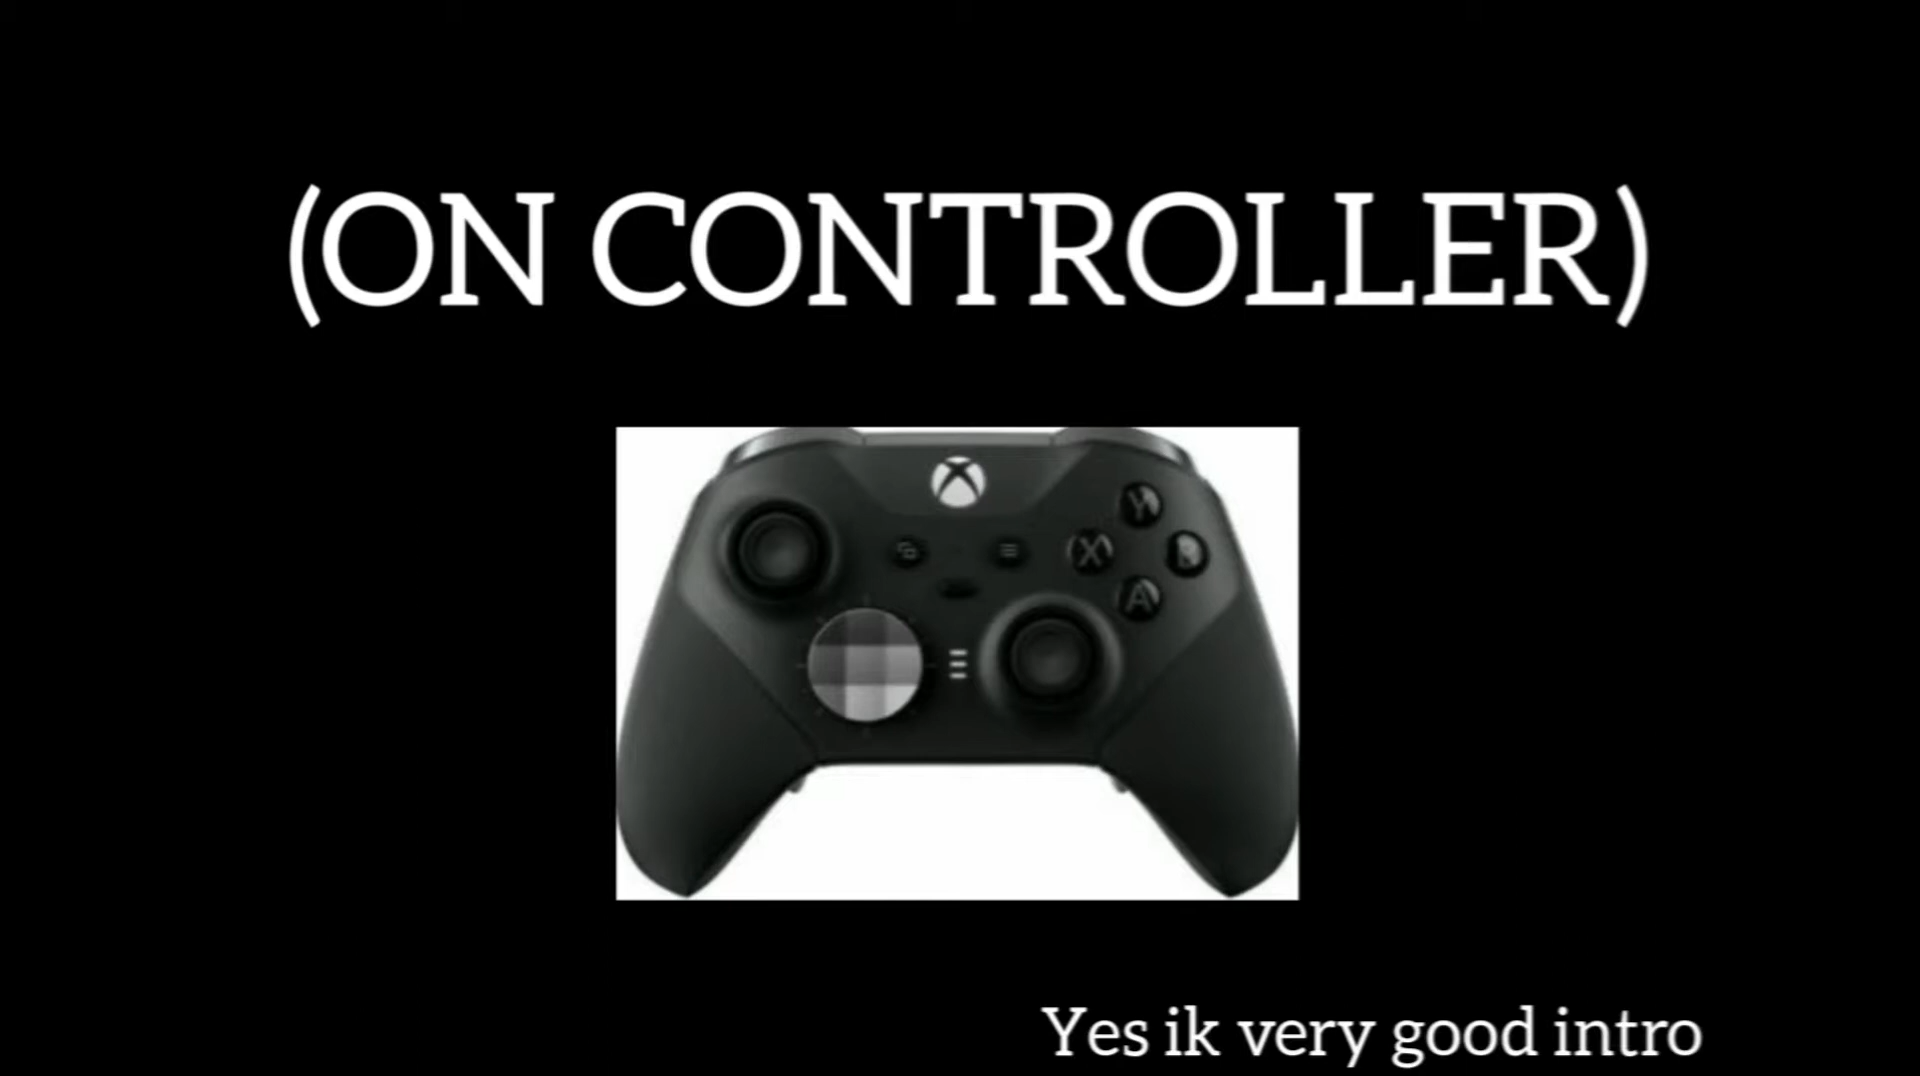 (ON CONTROLLER)
Y
X
B
A
Yes ik very good intro